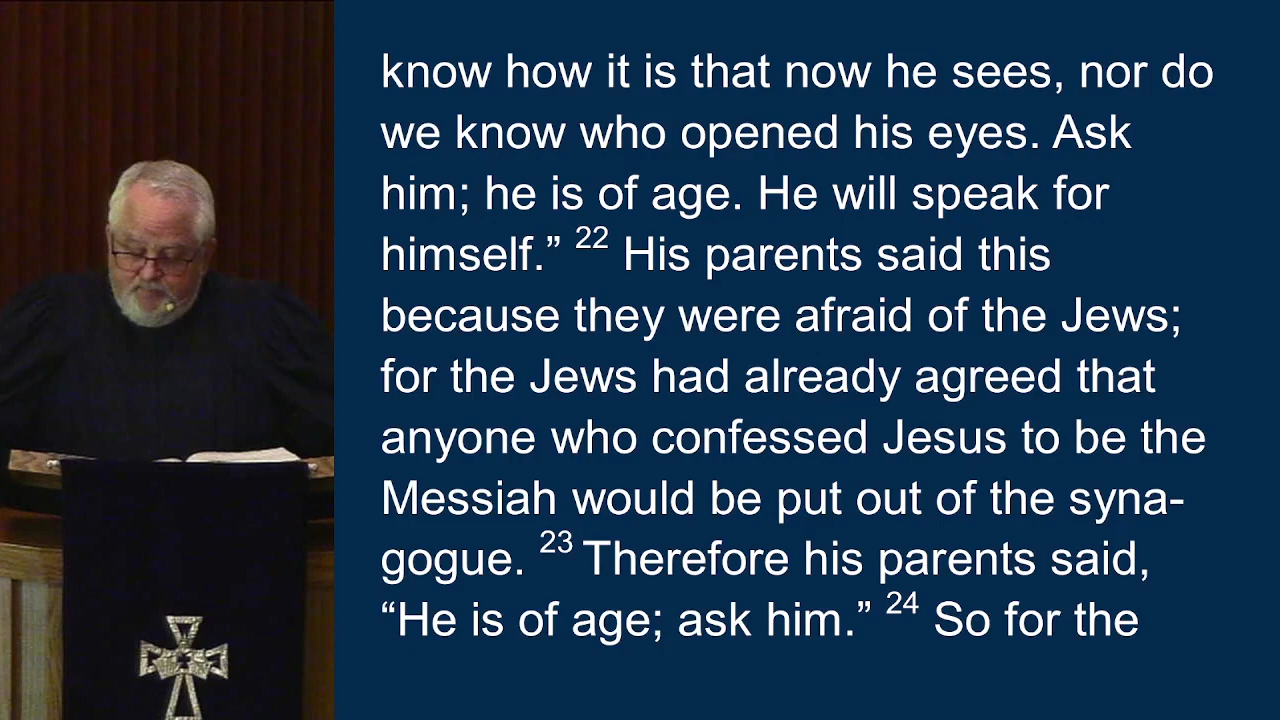 know how it is that now he sees, nor do
we know who opened his eyes. Ask
him; he is of age. He will speak for
himself.” 22 His parents said this
because they were afraid of the Jews;
for the Jews had already agreed that
anyone who confessed Jesus to be the
Messiah would be put out of the syna-
gogue. 23 Therefore his parents said,
“He is of age; ask him.” 24 So for the